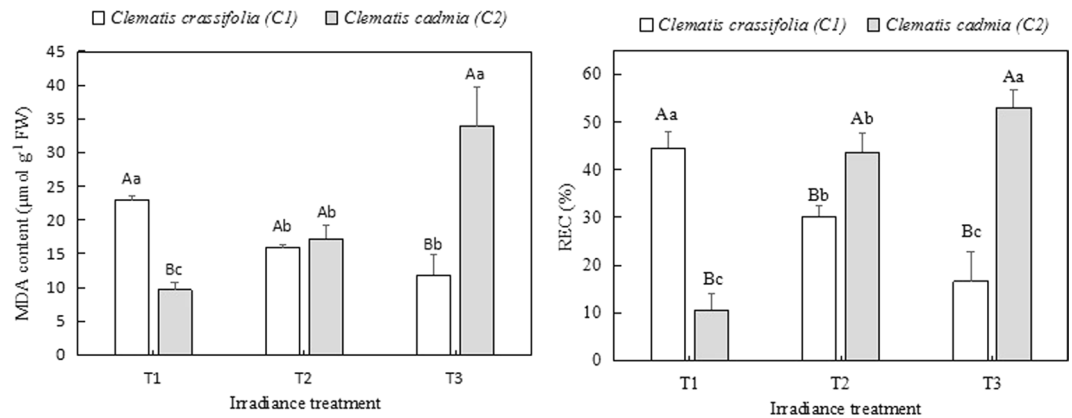 Clematis crassifolia (C1) Clematis cadmia (C2)
MDA content (μmol g¹ FW)
45
40
35
30
25
20
15
10
5
0
Aa
Bc
Ab
Ab
Bb
Aa
T1 T2 T3
Irradiance treatment
Clematis crassifolia (C1) Clematis cadmia (C2)
REC (%)
60
50
40
30
20
10
0
Aa
Bc
Bb
Ab
Bc
Aa
T1 T2 T3
Irradiance treatment